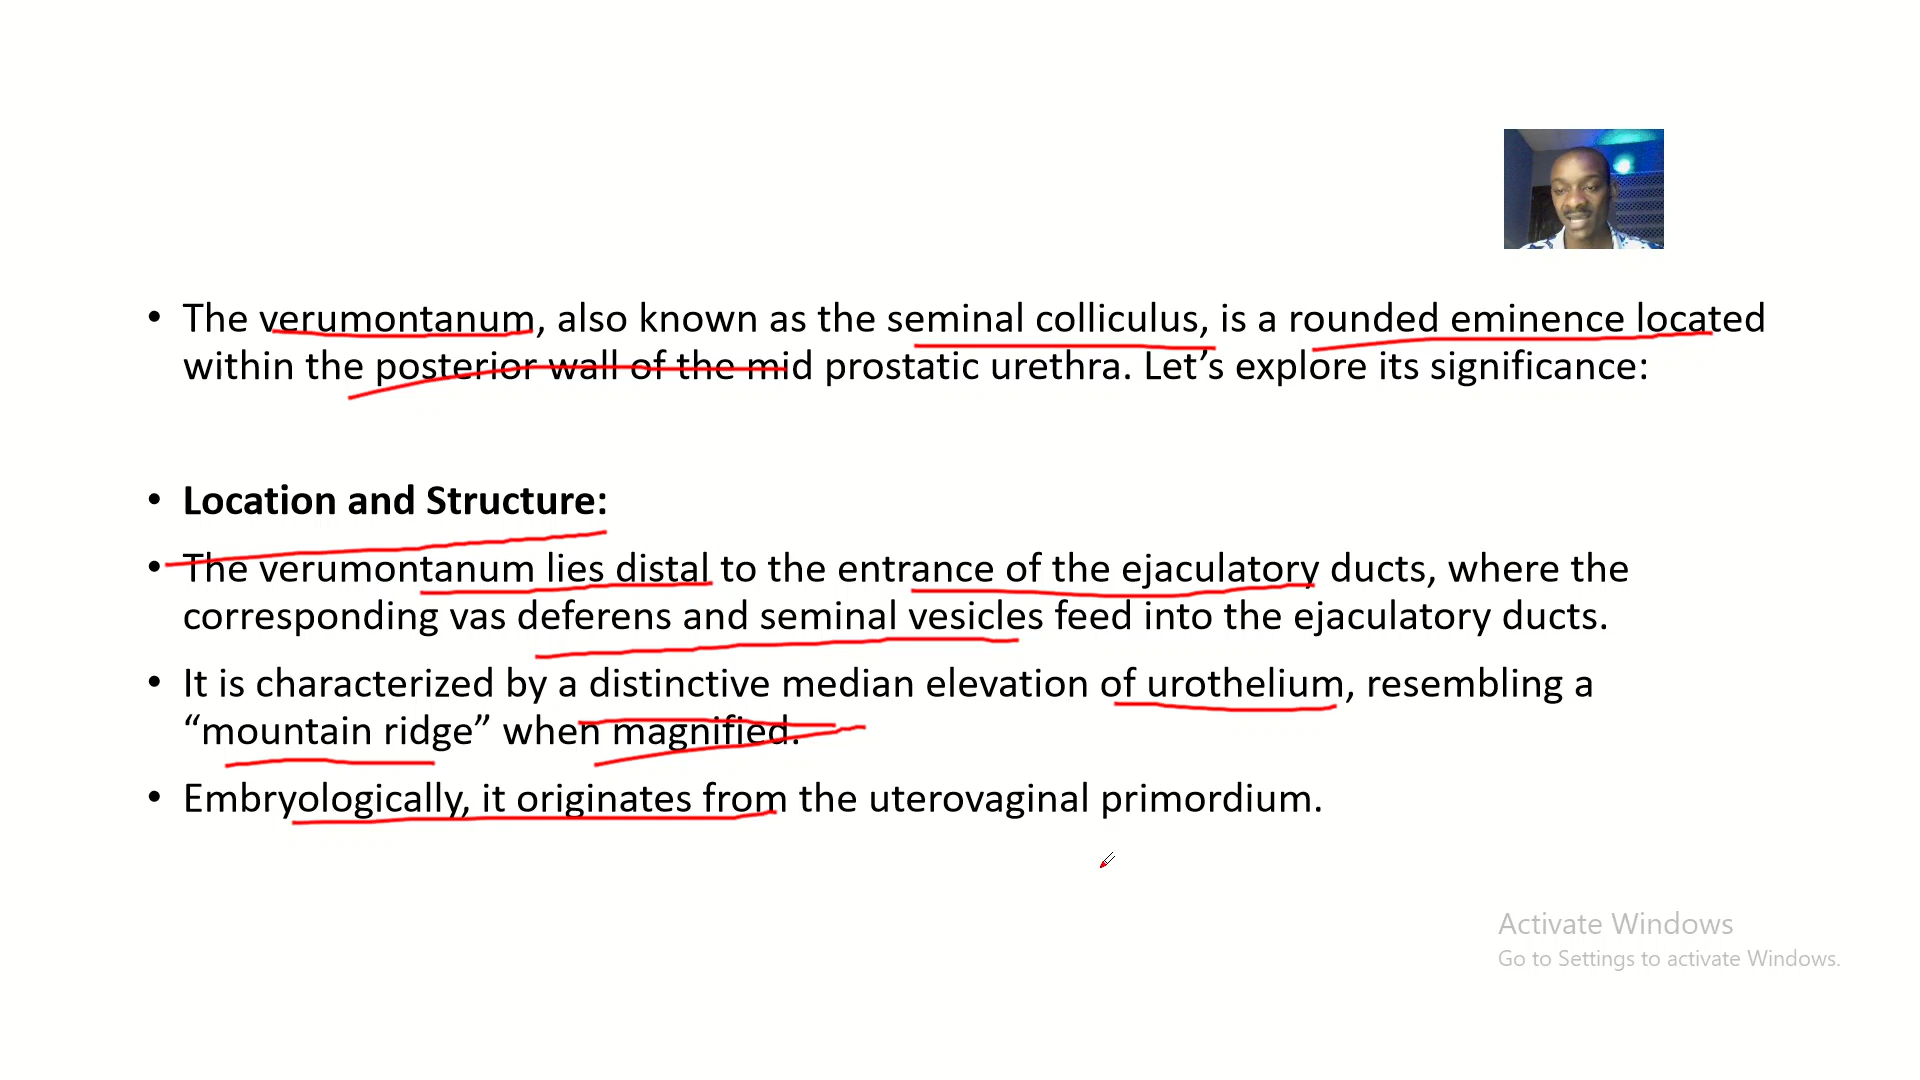 • The verumontanum, also known as the seminal colliculus, is a rounded eminence located
within the posterior wall of the mid prostatic urethra. Let’s explore its significance:
• Location and Structure:
• The verumontanum lies distal to the entrance of the ejaculatory ducts, where the
corresponding vas deferens and seminal vesicles feed into the ejaculatory ducts.
• It is characterized by a distinctive median elevation of urothelium, resembling a
“mountain ridge” when magnified.
• Embryologically, it originates from the uterovaginal primordium.
Activate Windows
Go to Settings to activate Windows.